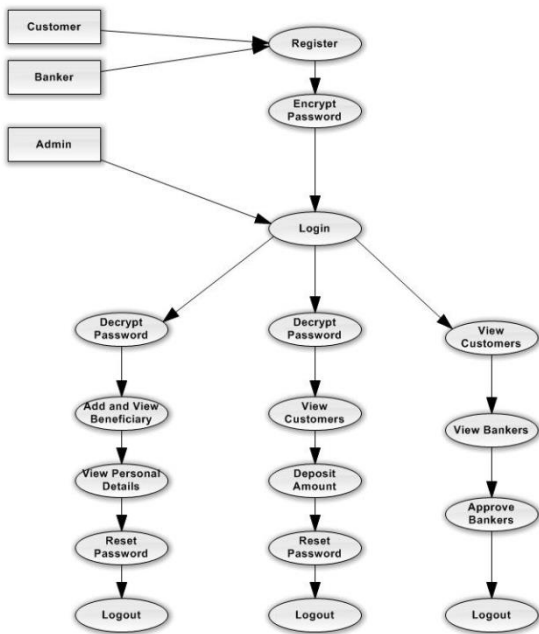 Customer
Register
Banker
Encrypt
Password
Admin
Login
Decrypt
Password
Decrypt
Password
View
Customers
Add and View
Beneficiary
View
Customers
View Bankers
View Personal
Details
Deposit
Amount
Approve
Bankers
Reset
Password
Reset
Password
Logout
Logout
Logout